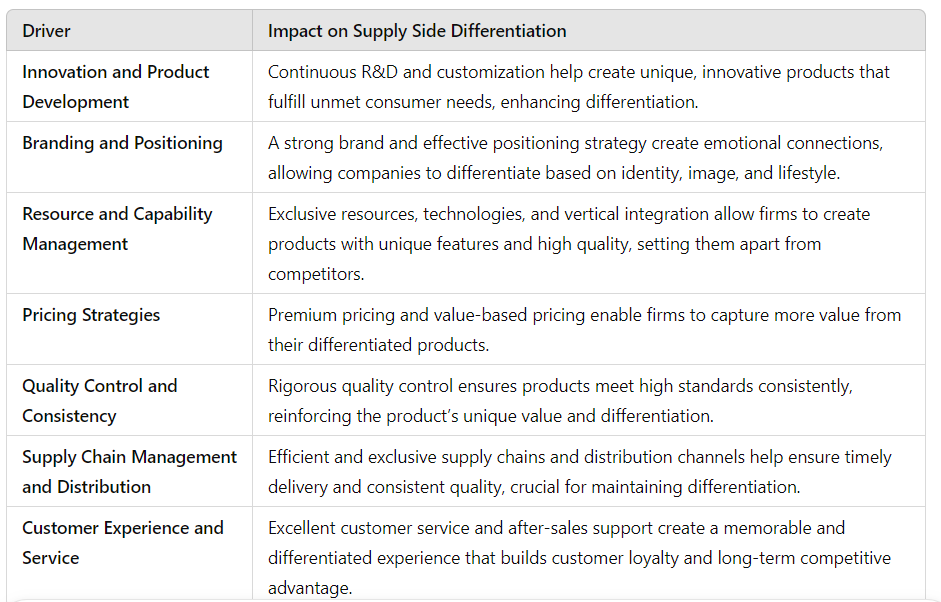 Driver
Impact on Supply Side Differentiation
Innovation and Product
Development
Continuous R&D and customization help create unique, innovative products that
fulfill unmet consumer needs, enhancing differentiation.
Branding and Positioning
A strong brand and effective positioning strategy create emotional connections,
allowing companies to differentiate based on identity, image, and lifestyle.
Resource and Capability
Management
Exclusive resources, technologies, and vertical integration allow firms to create
products with unique features and high quality, setting them apart from
competitors.
Pricing Strategies
Premium pricing and value-based pricing enable firms to capture more value from
their differentiated products.
Quality Control and
Consistency
Rigorous quality control ensures products meet high standards consistently,
reinforcing the product’s unique value and differentiation.
Supply Chain Management
and Distribution
Efficient and exclusive supply chains and distribution channels help ensure timely
delivery and consistent quality, crucial for maintaining differentiation.
Customer Experience and
Service
Excellent customer service and after-sales support create a memorable and
differentiated experience that builds customer loyalty and long-term competitive
advantage.